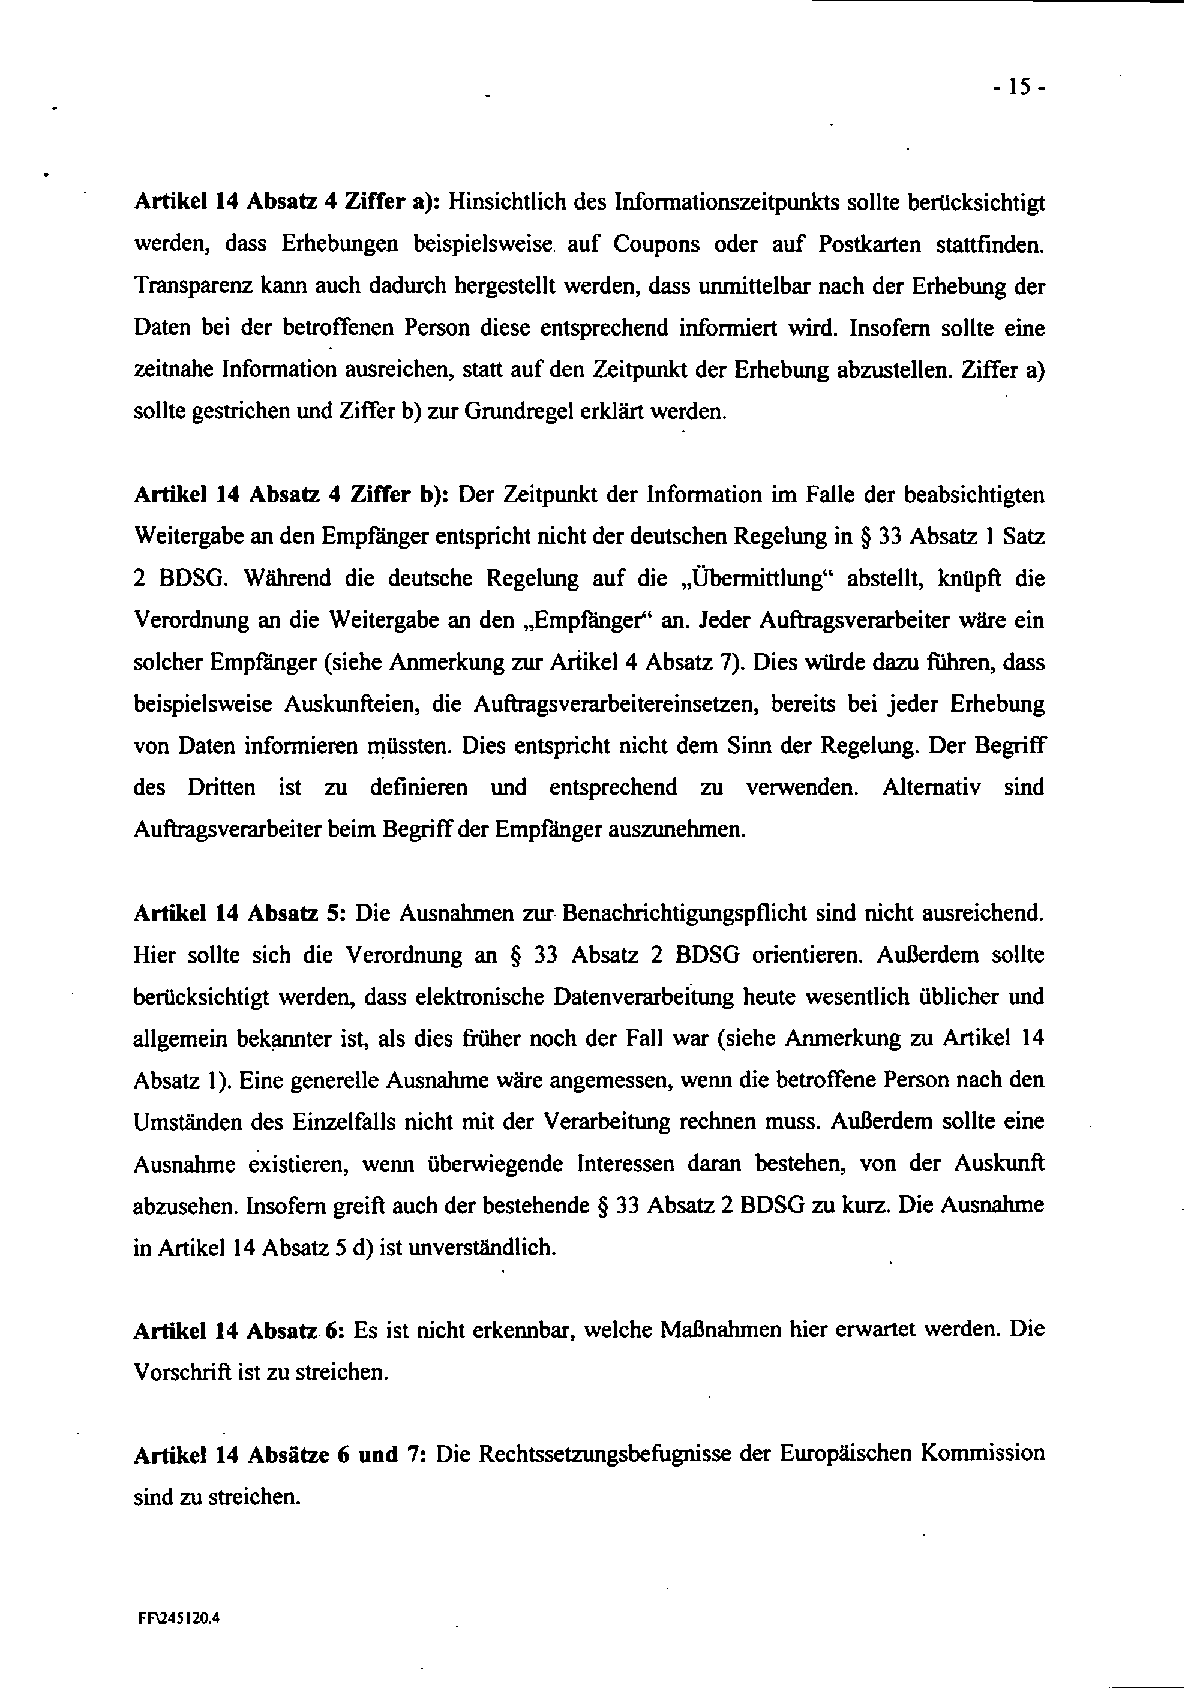 - 15 -
Artikel 14 Absatz 4 Ziffer a): Hinsichtlich des Informationszeitpunkts sollte berücksichtigt
werden, dass Erhebungen beispielsweise auf Coupons oder auf Postkarten stattfinden.
Transparenz kann auch dadurch hergestellt werden, dass unmittelbar nach der Erhebung der
Daten bei der betroffenen Person diese entsprechend informiert wird. Insofern sollte eine
zeitnahe Information ausreichen, statt auf den Zeitpunkt der Erhebung abzustellen. Ziffer a)
sollte gestrichen und Ziffer b) zur Grundregel erklärt werden.
Artikel 14 Absatz 4 Ziffer b): Der Zeitpunkt der Information im Falle der beabsichtigten
Weitergabe an den Empfänger entspricht nicht der deutschen Regelung in § 33 Absatz 1 Satz
2 BDSG. Während die deutsche Regelung auf die „Übermittlung“ abstellt, knüpft die
Verordnung an die Weitergabe an den „Empfänger“ an. Jeder Auftragsverarbeiter wäre ein
solcher Empfänger (siehe Anmerkung zur Artikel 4 Absatz 7). Dies würde dazu führen, dass
beispielsweise Auskunfteien, die Auftragsverarbeitereinsetzen, bereits bei jeder Erhebung
von Daten informieren müssten. Dies entspricht nicht dem Sinn der Regelung. Der Begriff
des Dritten ist zu definieren und entsprechend zu verwenden. Alternativ sind
Auftragsverarbeiter beim Begriff der Empfänger auszunehmen.
Artikel 14 Absatz 5: Die Ausnahmen zur Benachrichtigungspflicht sind nicht ausreichend.
Hier sollte sich die Verordnung an § 33 Absatz 2 BDSG orientieren. Außerdem sollte
berücksichtigt werden, dass elektronische Datenverarbeitung heute wesentlich üblicher und
allgemein bekannter ist, als dies früher noch der Fall war (siehe Anmerkung zu Artikel 14
Absatz 1). Eine generelle Ausnahme wäre angemessen, wenn die betroffene Person nach den
Umständen des Einzelfalls nicht mit der Verarbeitung rechnen muss. Außerdem sollte eine
Ausnahme existieren, wenn überwiegende Interessen daran bestehen, von der Auskunft
abzusehen. Insofern greift auch der bestehende § 33 Absatz 2 BDSG zu kurz. Die Ausnahme
in Artikel 14 Absatz 5 d) ist unverständlich.
Artikel 14 Absatz 6: Es ist nicht erkennbar, welche Maßnahmen hier erwartet werden. Die
Vorschrift ist zu streichen.
Artikel 14 Absätze 6 und 7: Die Rechtssetzungsbefugnisse der Europäischen Kommission
sind zu streichen.
FF\245120.4